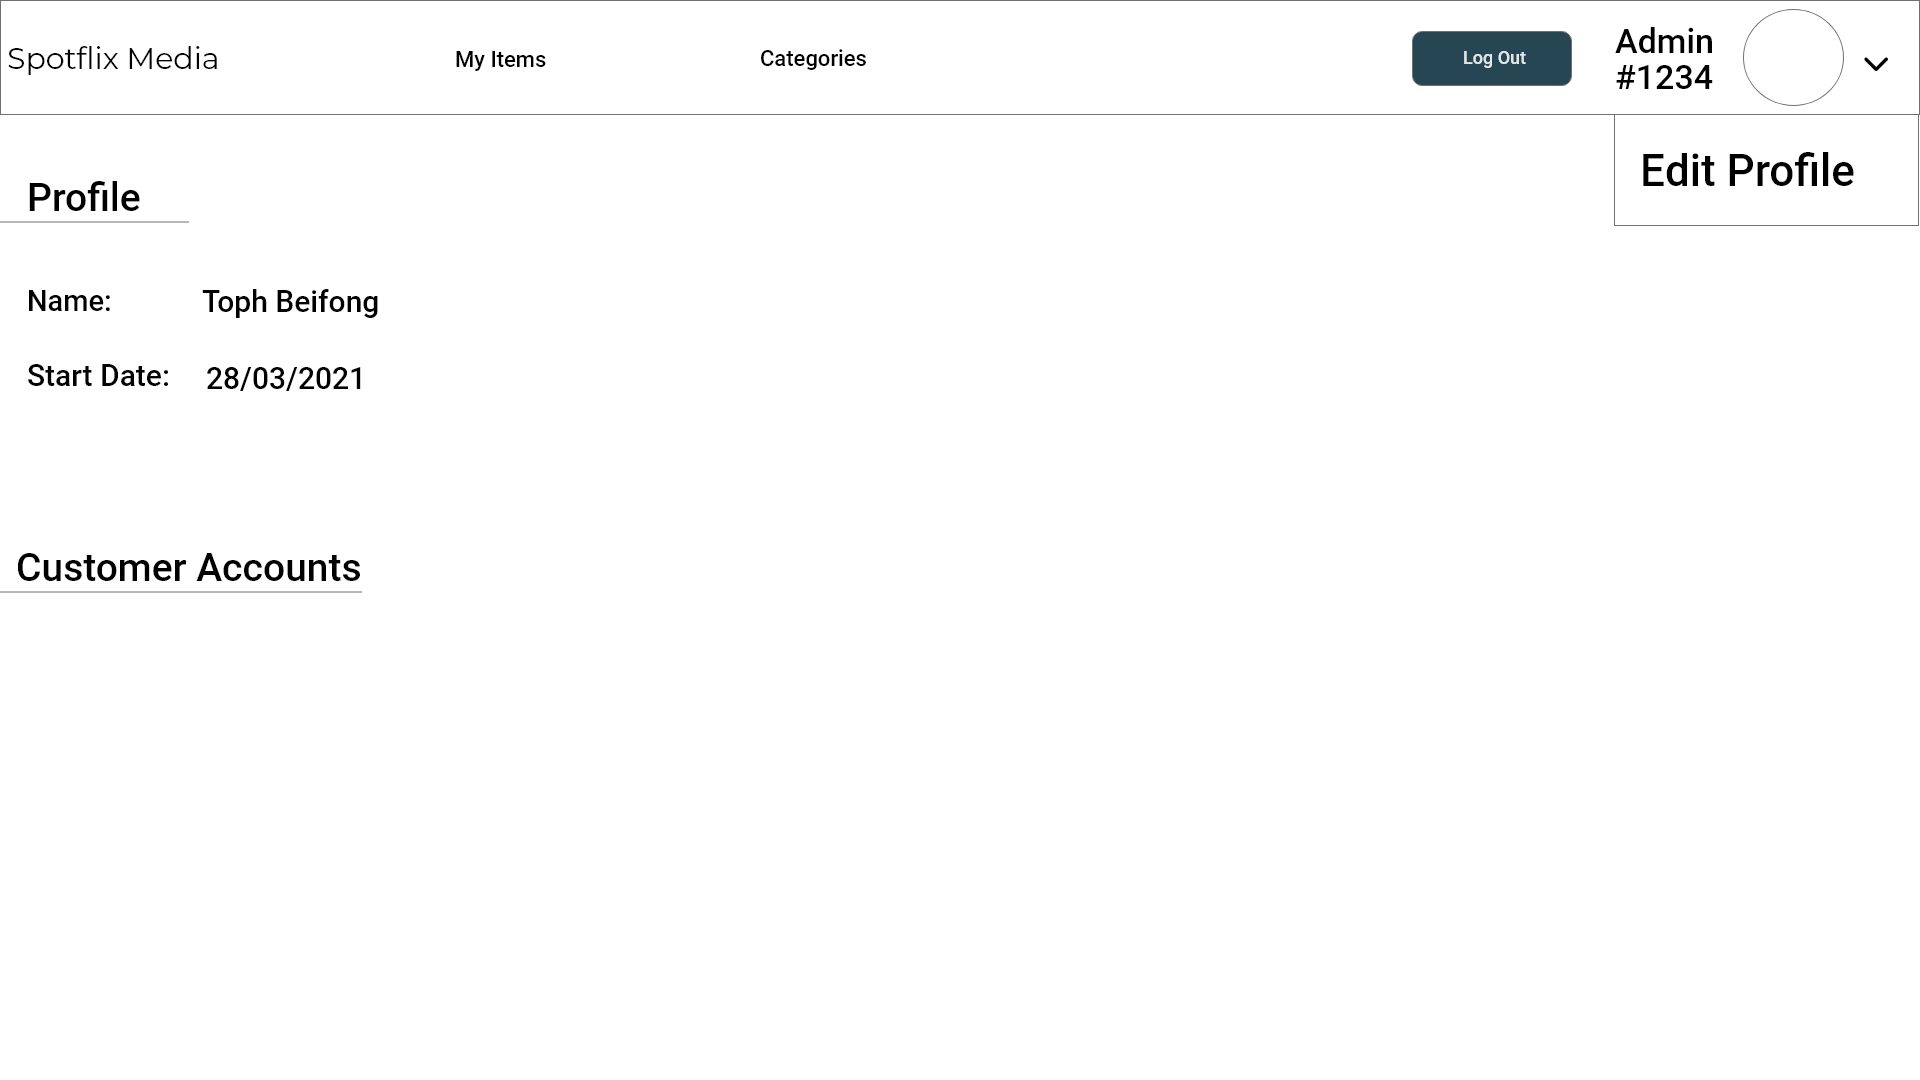 Spotflix Media
My Items
Categories
Log Out
Admin
#1234
Edit Profile
Profile
Name: Toph Beifong
Start Date: 28/03/2021
Customer Accounts